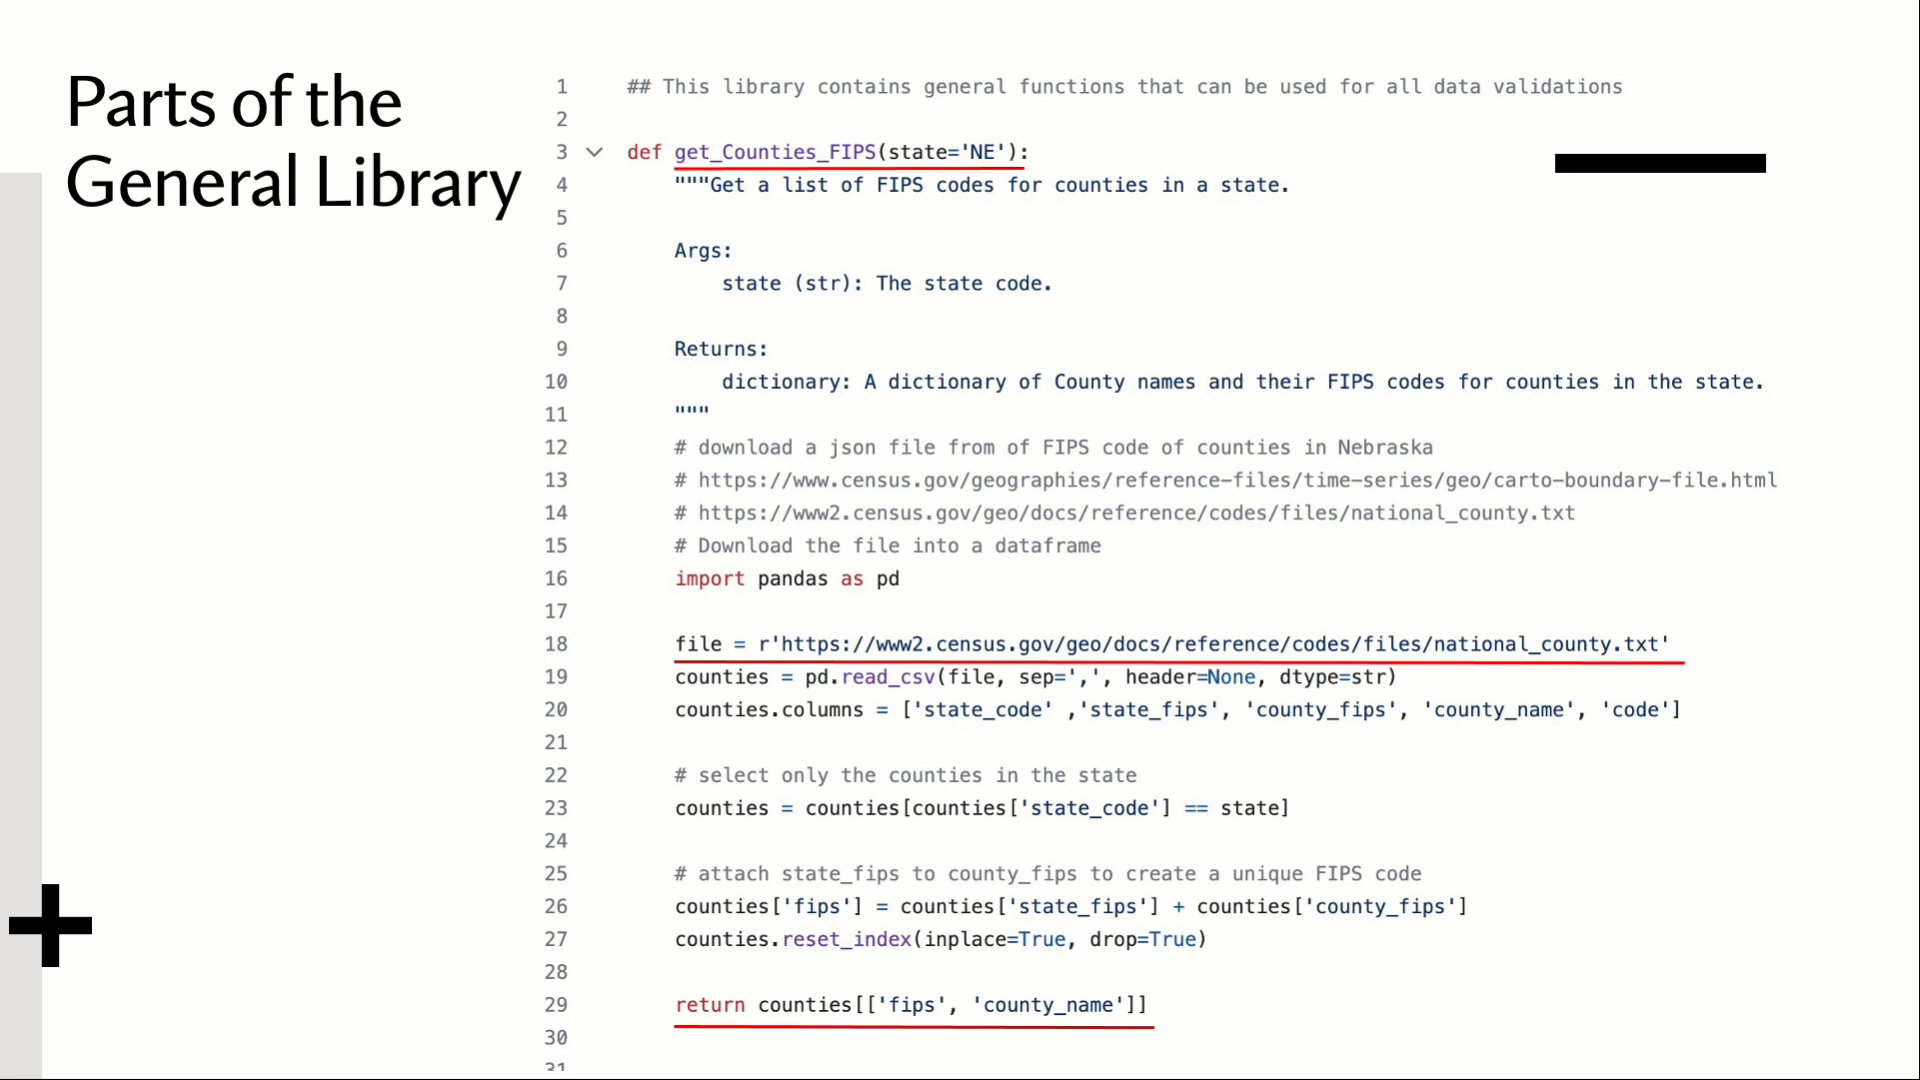 Parts of the
General Library
1 ## This library contains general functions that can be used for all data validations
2
3 def get_Counties_FIPS(state='NE'):
4 """Get a list of FIPS codes for counties in a state.
5
6 Args:
7 state (str): The state code.
8
9 Returns:
10 dictionary: A dictionary of County names and their FIPS codes for counties in the state.
11 """
12 # download a json file from of FIPS code of counties in Nebraska
13 # https://www.census.gov/geographies/reference-files/time-series/geo/carto-boundary-file.html
14 # https://www2.census.gov/geo/docs/reference/codes/files/national_county.txt
15 # Download the file into a dataframe
16 import pandas as pd
17
18 file = r'https://www2.census.gov/geo/docs/reference/codes/files/national_county.txt'
19 counties = pd.read_csv(file, sep=',', header=None, dtype=str)
20 counties.columns = ['state_code' ,'state_fips', 'county_fips', 'county_name', 'code']
21
22 # select only the counties in the state
23 counties = counties[counties['state_code'] == state]
24
25 # attach state_fips to county_fips to create a unique FIPS code
26 counties['fips'] = counties['state_fips'] + counties['county_fips']
27 counties.reset_index(inplace=True, drop=True)
28
29 return counties[['fips', 'county_name']]
30
31